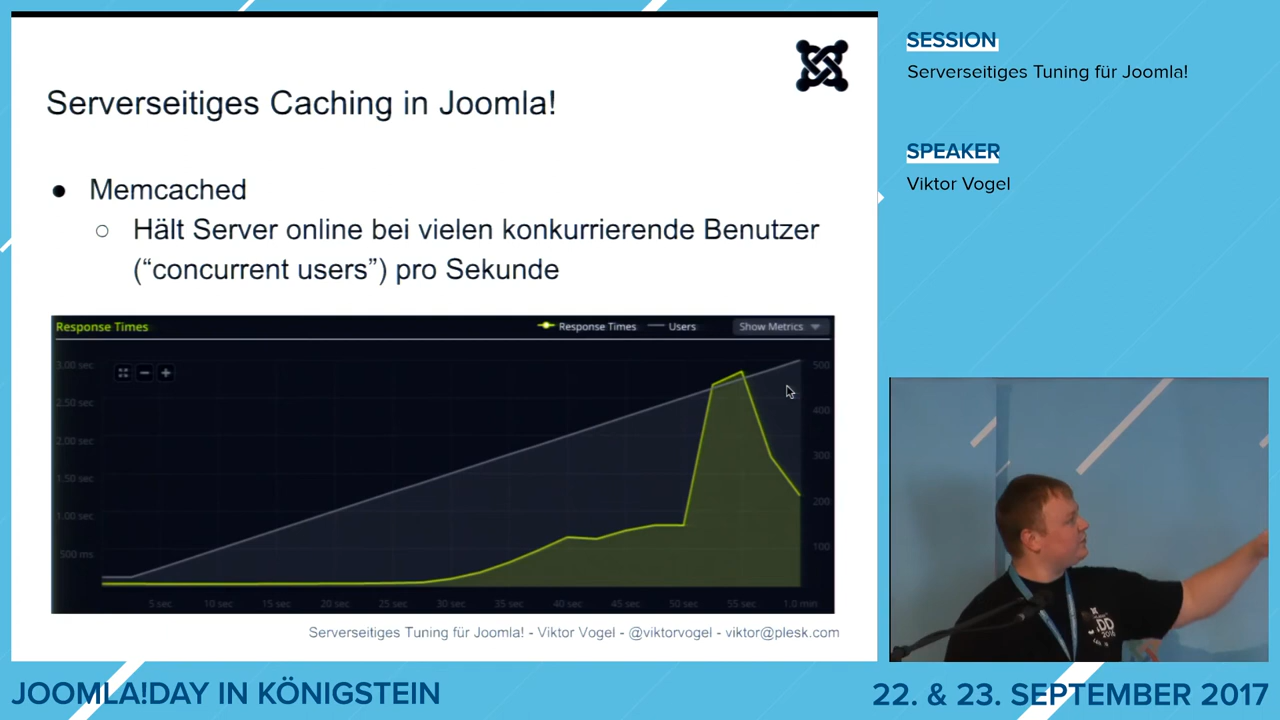 Serverseitiges Caching in Joomla!
● Memcached
○ Hält Server online bei vielen konkurrierende Benutzer
(“concurrent users”) pro Sekunde
Response Times
Response Times
Users
Show Metrics
3.00 sec
2.50 sec
2.00 sec
1.50 sec
1.00 sec
500 ms
500
400
300
200
100
5 sec
10 sec
15 sec
20 sec
25 sec
30 sec
35 sec
40 sec
45 sec
50 sec
55 sec
1.0 min
Serverseitiges Tuning für Joomla! - Viktor Vogel - @viktorvogel - viktor@plesk.com
SESSION
Serverseitiges Tuning für Joomla!
SPEAKER
Viktor Vogel
JOOMLA!DAY IN KÖNIGSTEIN
22. & 23. SEPTEMBER 2017